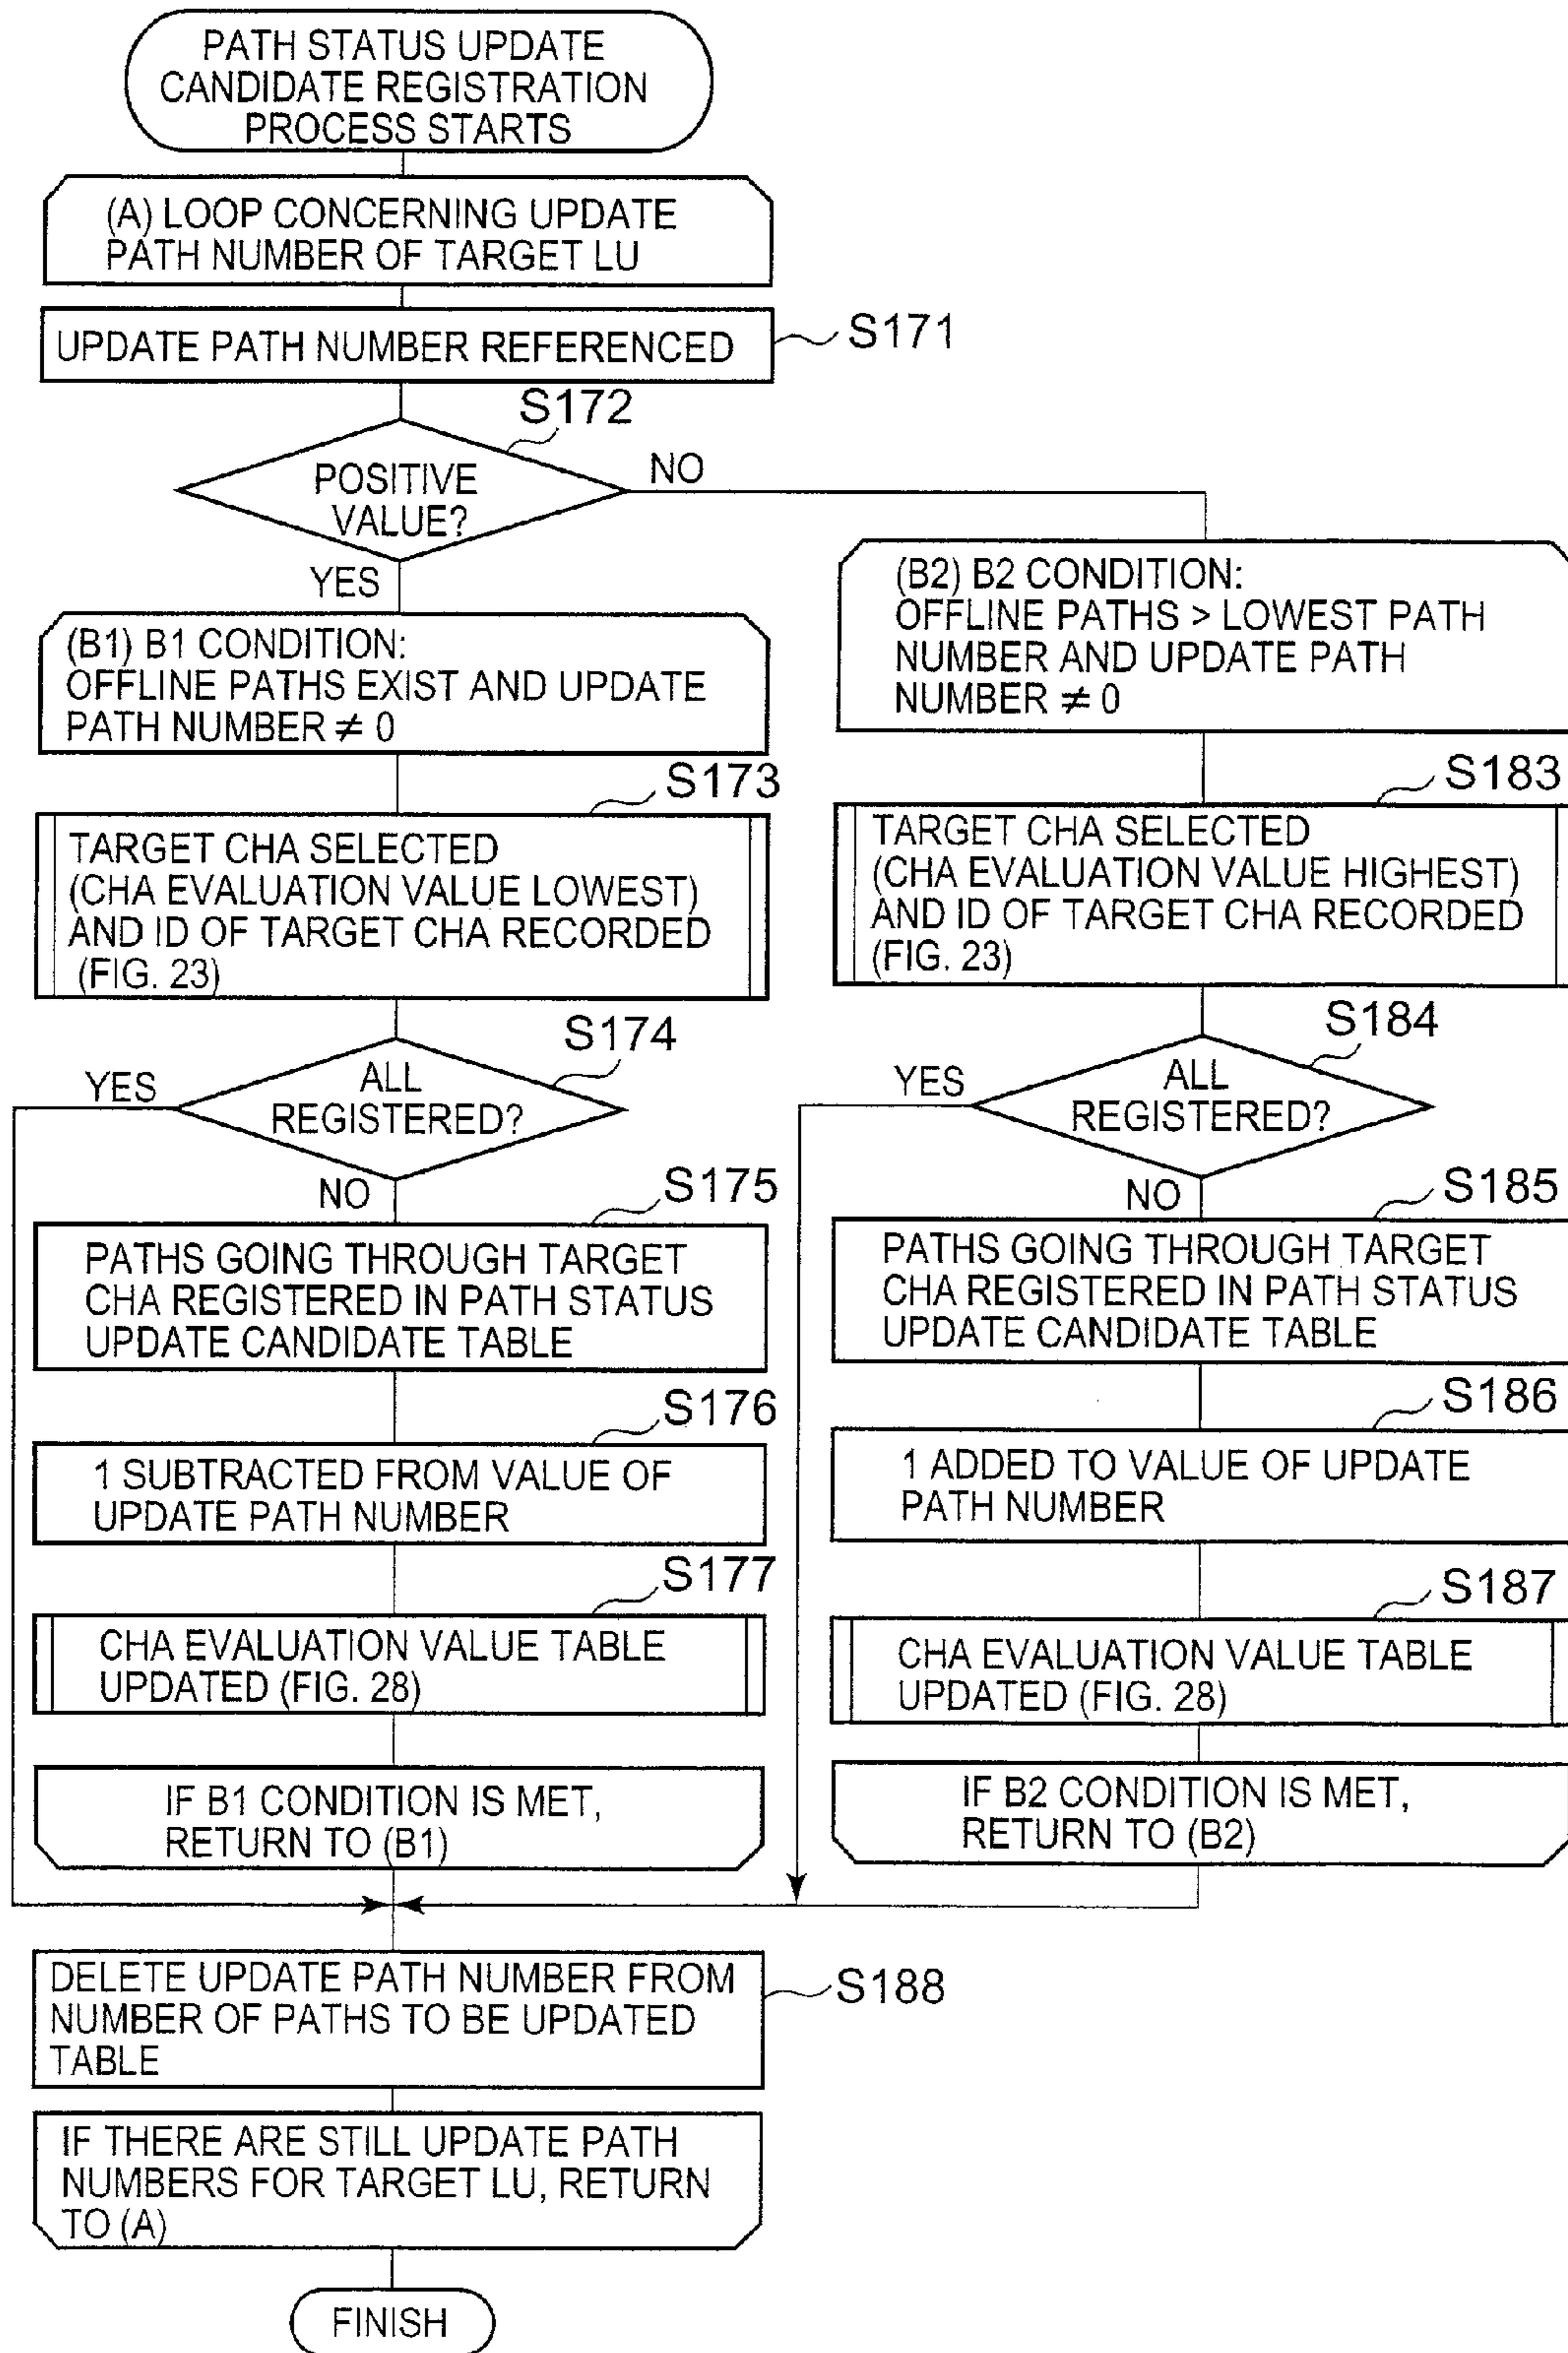 PATH STATUS UPDATE
CANDIDATE REGISTRATION
PROCESS STARTS
(A) LOOP CONCERNING UPDATE
PATH NUMBER OF TARGET LU
UPDATE PATH NUMBER REFERENCED
S171
S172
POSITIVE
VALUE?
NO
YES
(B1) B1 CONDITION:
OFFLINE PATHS EXIST AND UPDATE
PATH NUMBER ≠ 0
S173
TARGET CHA SELECTED
(CHA EVALUATION VALUE LOWEST)
AND ID OF TARGET CHA RECORDED
(FIG. 23)
S174
YES
ALL
REGISTERED?
NO
S175
PATHS GOING THROUGH TARGET
CHA REGISTERED IN PATH STATUS
UPDATE CANDIDATE TABLE
S176
1 SUBTRACTED FROM VALUE OF
UPDATE PATH NUMBER
S177
CHA EVALUATION VALUE TABLE
UPDATED (FIG. 28)
IF B1 CONDITION IS MET,
RETURN TO (B1)
(B2) B2 CONDITION:
OFFLINE PATHS > LOWEST PATH
NUMBER AND UPDATE PATH
NUMBER ≠ 0
S183
TARGET CHA SELECTED
(CHA EVALUATION VALUE HIGHEST)
AND ID OF TARGET CHA RECORDED
(FIG. 23)
S184
YES
ALL
REGISTERED?
NO
S185
PATHS GOING THROUGH TARGET
CHA REGISTERED IN PATH STATUS
UPDATE CANDIDATE TABLE
S186
1 ADDED TO VALUE OF UPDATE
PATH NUMBER
S187
CHA EVALUATION VALUE TABLE
UPDATED (FIG. 28)
IF B2 CONDITION IS MET,
RETURN TO (B2)
DELETE UPDATE PATH NUMBER FROM
NUMBER OF PATHS TO BE UPDATED
TABLE
S188
IF THERE ARE STILL UPDATE PATH
NUMBERS FOR TARGET LU, RETURN
TO (A)
FINISH